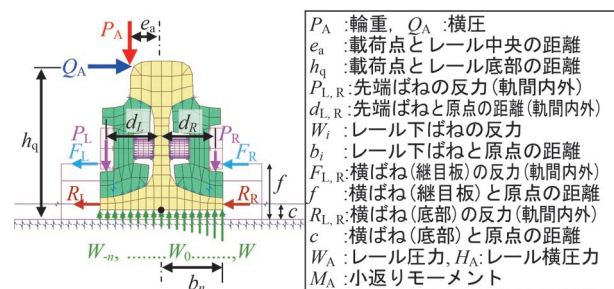 e_a
P_A
Q_A
d_L d_R
h_q
P_L P_R
F_L F_R
f
R_L R_R
c
W_-n, ........W_0......., W
b_n
P_A :輪重, Q_A :横圧
e_a :載荷点とレール中央の距離
h_q :載荷点とレール底部の距離
P_L, R :先端ばねの反力(軌間内外)
d_L, R :先端ばねと原点の距離(軌間内外)
W_i :レール下ばねの反力
b_i :レール下ばねと原点の距離
F_L, R :横ばね(継目板)の反力(軌間内外)
f :横ばね(継目板)と原点の距離
R_L, R :横ばね(底部)の反力(軌間内外)
c :横ばね(底部)と原点の距離
W_A :レール圧力, H_A:レール横圧力
M_A :小返りモーメント